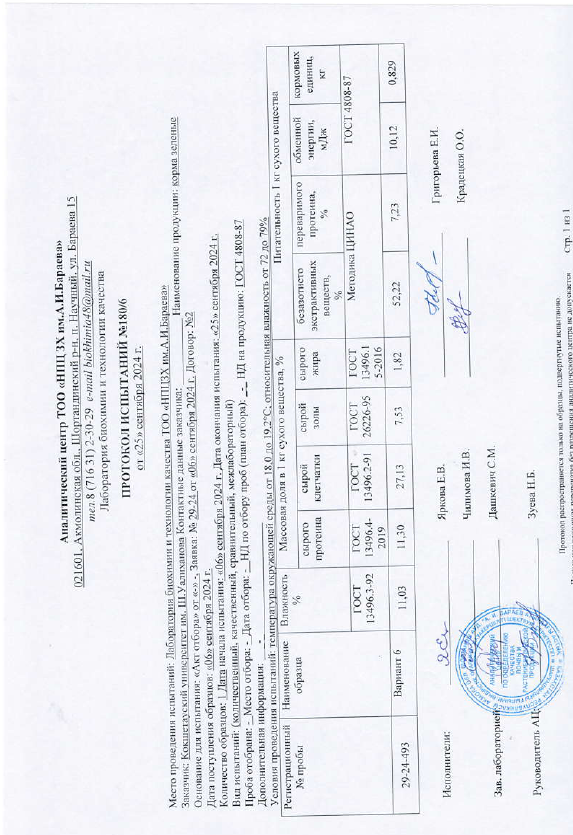 Аналитический центр ТОО «НПЦЗХ им.А.И.Бараева»
021601, Акмолинская обл., Шортандинский р-н, п. Научный, ул. Бараева 15
тел 8 (716 31) 2-30-29 e-mail biokhimia48@mail.ru
Лаборатория биохимии и технологии качества
ПРОТОКОЛ ИСПЫТАНИЙ №180/6
от «25» сентября 2024 г.
Место проведения испытаний: Лаборатория биохимии и технологии качества ТОО «НПЦЗХ им.А.И.Бараева»
Заказчик: Кокшетауский университет им. Ш.Уалиханова Контактные данные заказчика: Наименование продукции: корма зеленые
Основание для испытания: «Акт отбора» от «-» -, Заявка: № 29-24 от «06» сентября 2024 г. Договор: №2
Дата поступления образцов: «06» сентября 2024 г.
Количество образцов: 1 Дата начала испытания: «06» сентября 2024 г. Дата окончания испытания: «25» сентября 2024 г.
Вид испытаний: (количественный, качественный, сравнительный, межлабораторный)
Проба отобрана: - Место отбора: - Дата отбора: - НД по отбору проб (план отбора): - НД на продукцию: ГОСТ 4808-87
Дополнительная информация: -
Условия проведения испытаний: температура окружающей среды от 18,0 до 19,2°С; относительная влажность от 72 до 79%
Регистрационный № пробы
Наименование образца
Влажность %
Массовая доля в 1 кг сухого вещества, %
Питательность 1 кг сухого вещества
сырого протеина
сырой клетчатки
сырой золы
сырого жира
безазотисто экстрактивных веществ, %
переваримого протеина, %
обменной энергии, мДж
кормовых единиц, кг
ГОСТ 13496.3-92
ГОСТ 13496.4-2019
ГОСТ 13496.2-91
ГОСТ 26226-95
ГОСТ 13496.15-2016
Методика ЦИНАО
ГОСТ 4808-87
29-24-493
Вариант 6
11,03
11,30
27,13
7,53
1,82
52,22
7,23
10,12
0,829
Исполнители:
Яркова Е.В.
Григорьева Е.И.
Чилимова И.В.
Крадецкая О.О.
Зав. лабораторией
Дашкевич С.М.
Руководитель АЦ
Зуева Н.Б.
Протокол распространяется только на образцы, подвергнутые испытанию.
Стр. 1 из 1